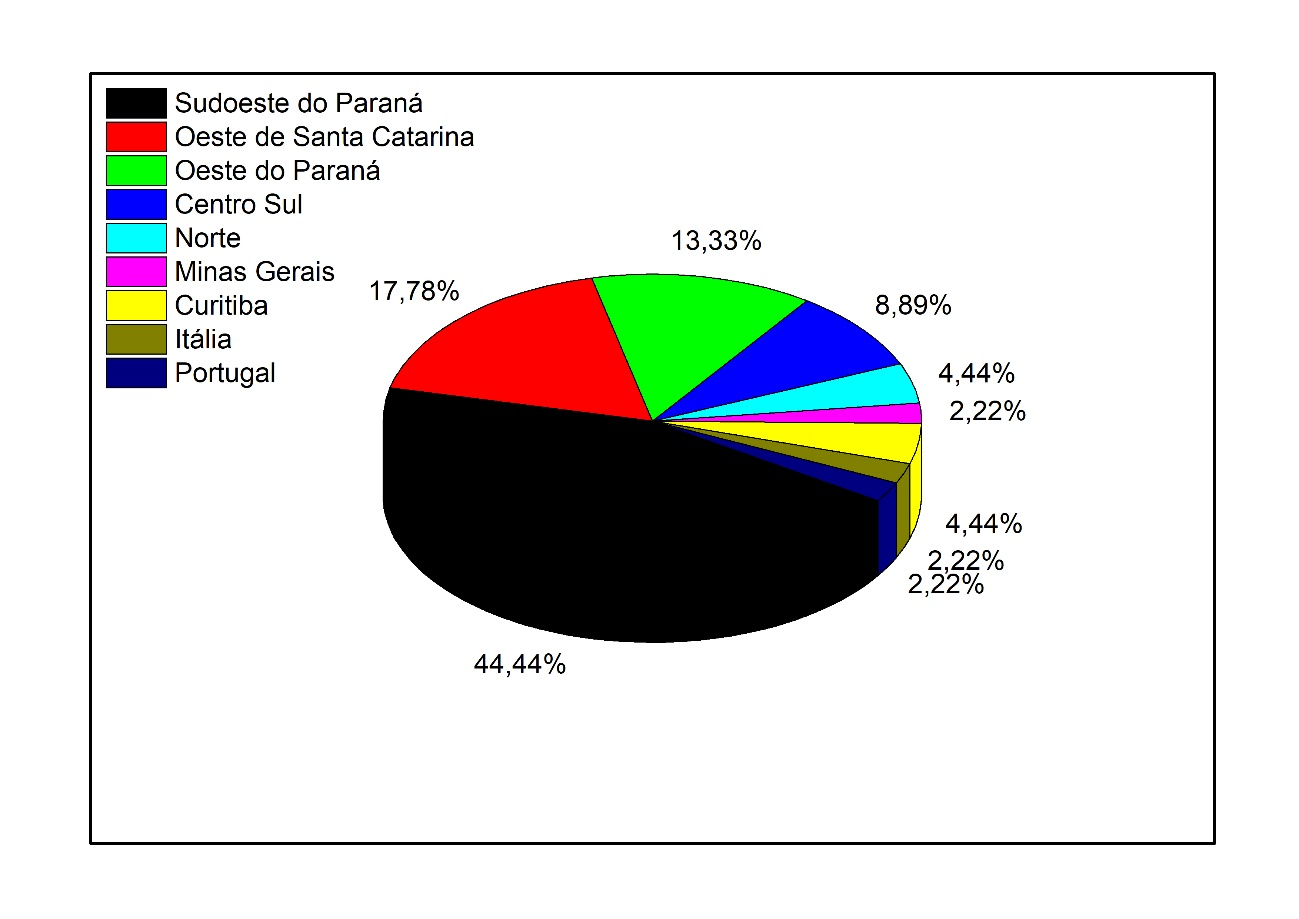 Sudoeste do Paraná
Oeste de Santa Catarina
Oeste do Paraná
Centro Sul
Norte
Minas Gerais
Curitiba
Itália
Portugal
13,33%
17,78%
8,89%
4,44%
2,22%
4,44%
2,22%
2,22%
44,44%